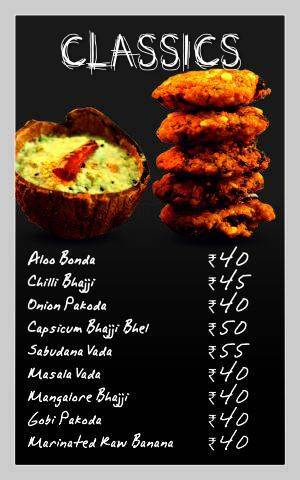 CLASSICS
Aloo Bonda ₹40
Chilli Bhajji ₹45
Onion Pakoda ₹40
Capsicum Bhajji Bhel ₹50
Sabudana Vada ₹55
Masala Vada ₹40
Mangalore Bhajji ₹40
Gobi Pakoda ₹40
Marinated Raw Banana ₹40